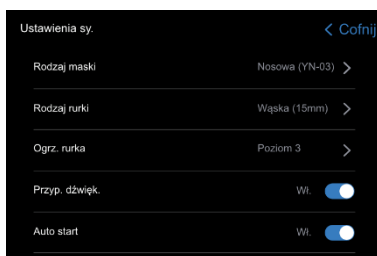 Ustawienia sy. < Cofnij
Rodzaj maski Nosowa (YN-03) >
Rodzaj rurki Wąska (15mm) >
Ogrz. rurka Poziom 3 >
Przyp. dźwięk. Wł.
Auto start Wł.